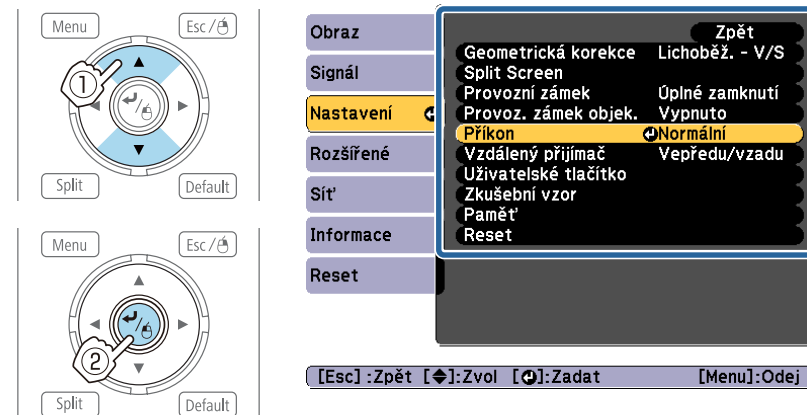 Menu
Esc/
1
Split
Default
Menu
Esc/
2
Split
Default
Obraz
Signál
Nastavení
Rozšířené
Síť
Informace
Reset
Zpět
Geometrická korekce Lichoběž. - V/S
Split Screen
Provozní zámek Úplné zamknutí
Provoz. zámek objek. Vypnuto
Příkon Normální
Vzdálený přijímač Vepředu/vzadu
Uživatelské tlačítko
Zkušební vzor
Paměť
Reset
[Esc] :Zpět [ ]:Zvol [ ]:Zadat [Menu]:Odej